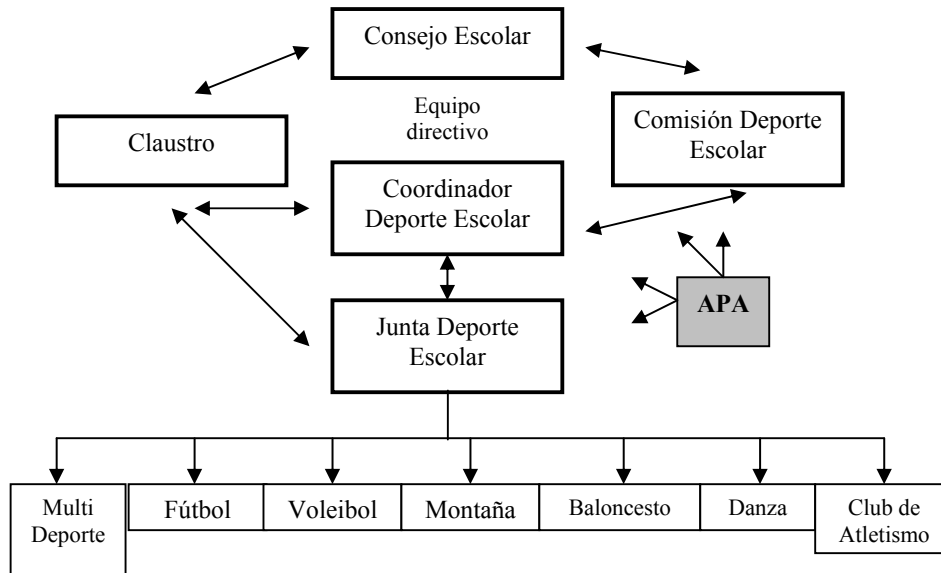 Consejo Escolar
Equipo
directivo
Claustro
Comisión Deporte
Escolar
Coordinador
Deporte Escolar
APA
Junta Deporte
Escolar
Multi
Deporte
Fútbol
Voleibol
Montaña
Baloncesto
Danza
Club de
Atletismo